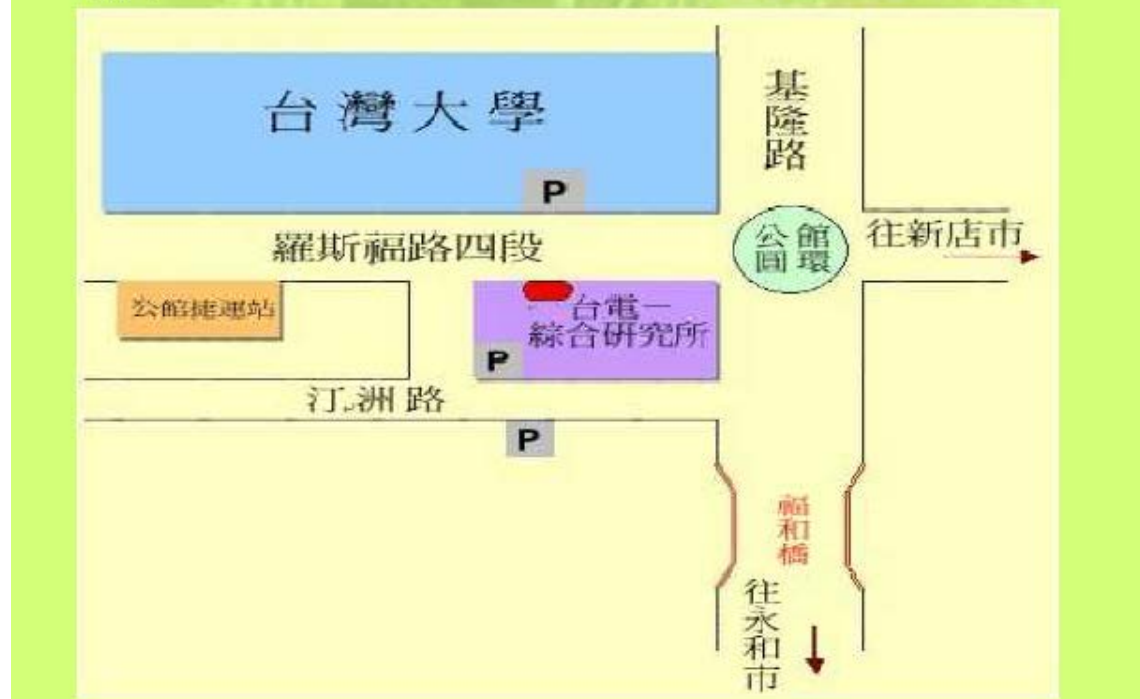 台灣大學
基隆路
P
羅斯福路四段
公館
圓環
往新店市
公館捷運站
台電－
綜合研究所
P
汀洲路
P
福和橋
往永和市